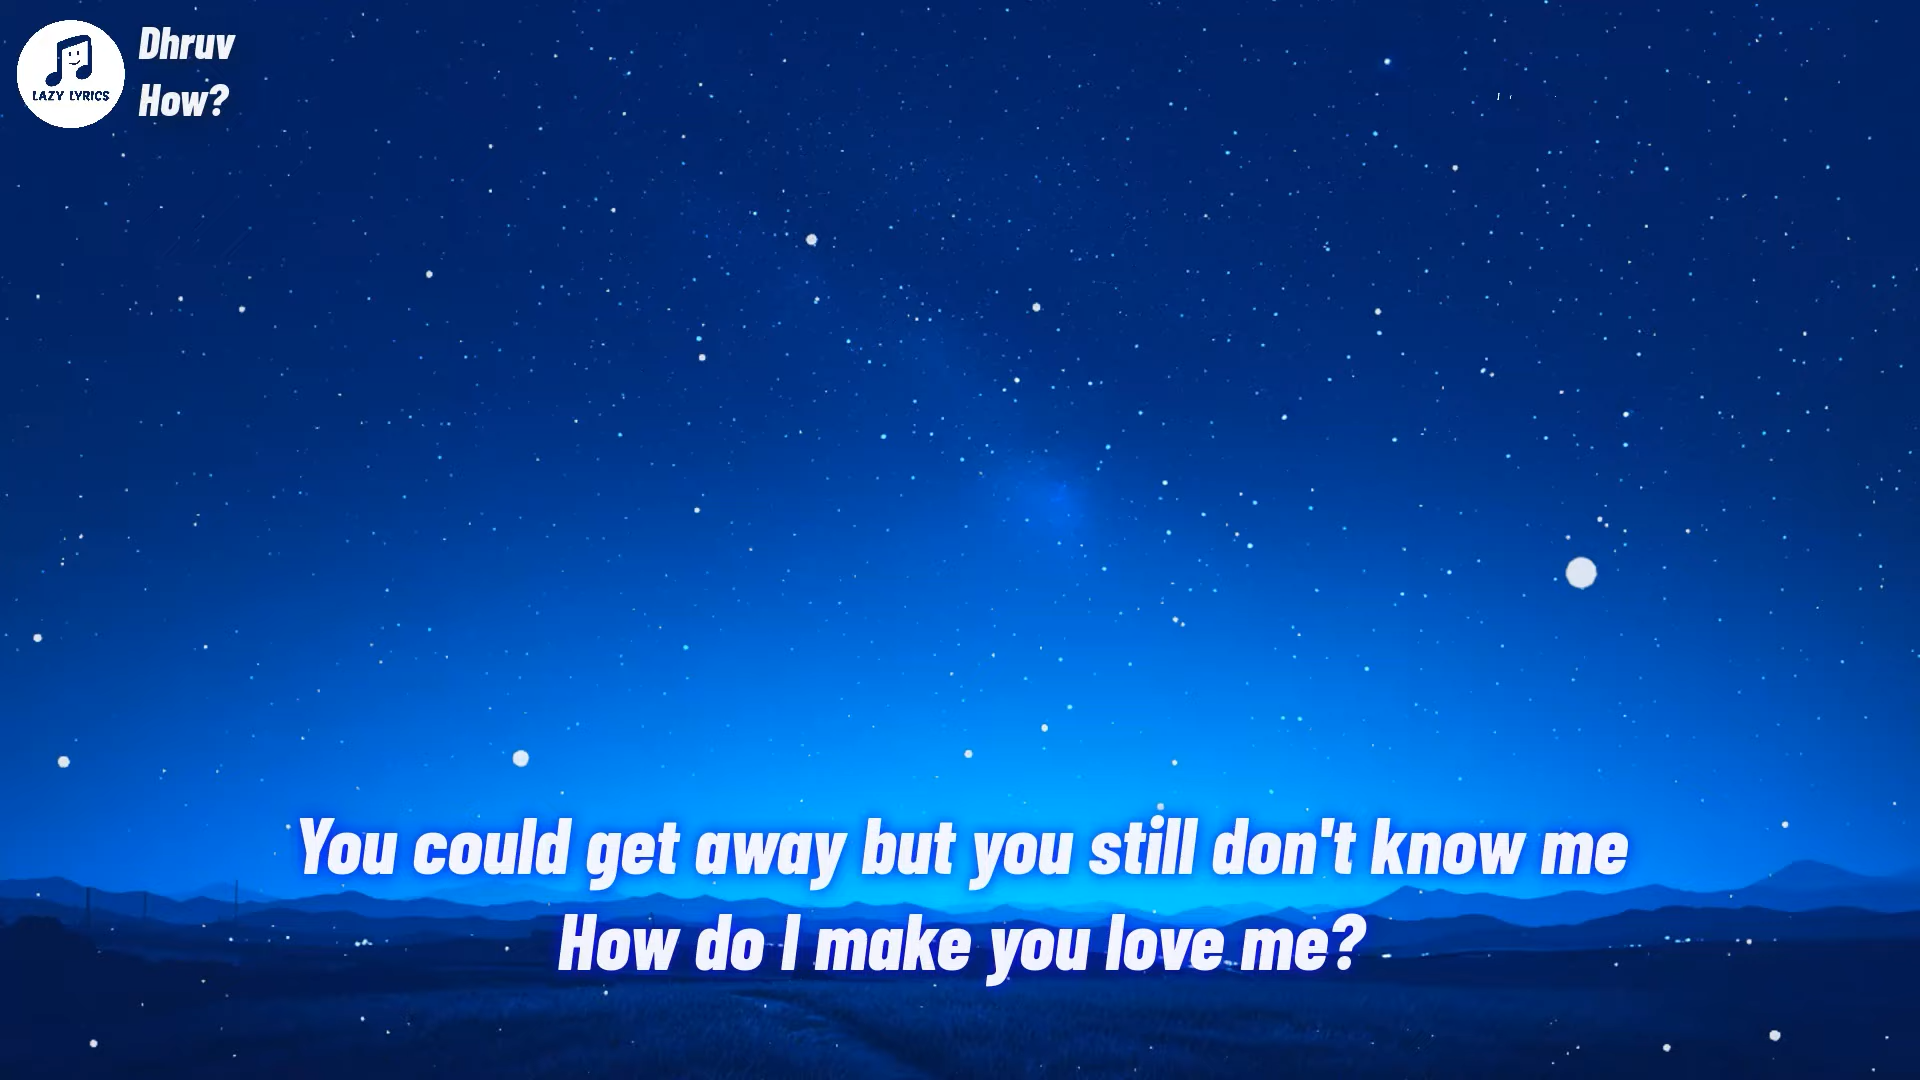 LAZY LYRICS
Dhruv
How?
You could get away but you still don't know me
How do I make you love me?